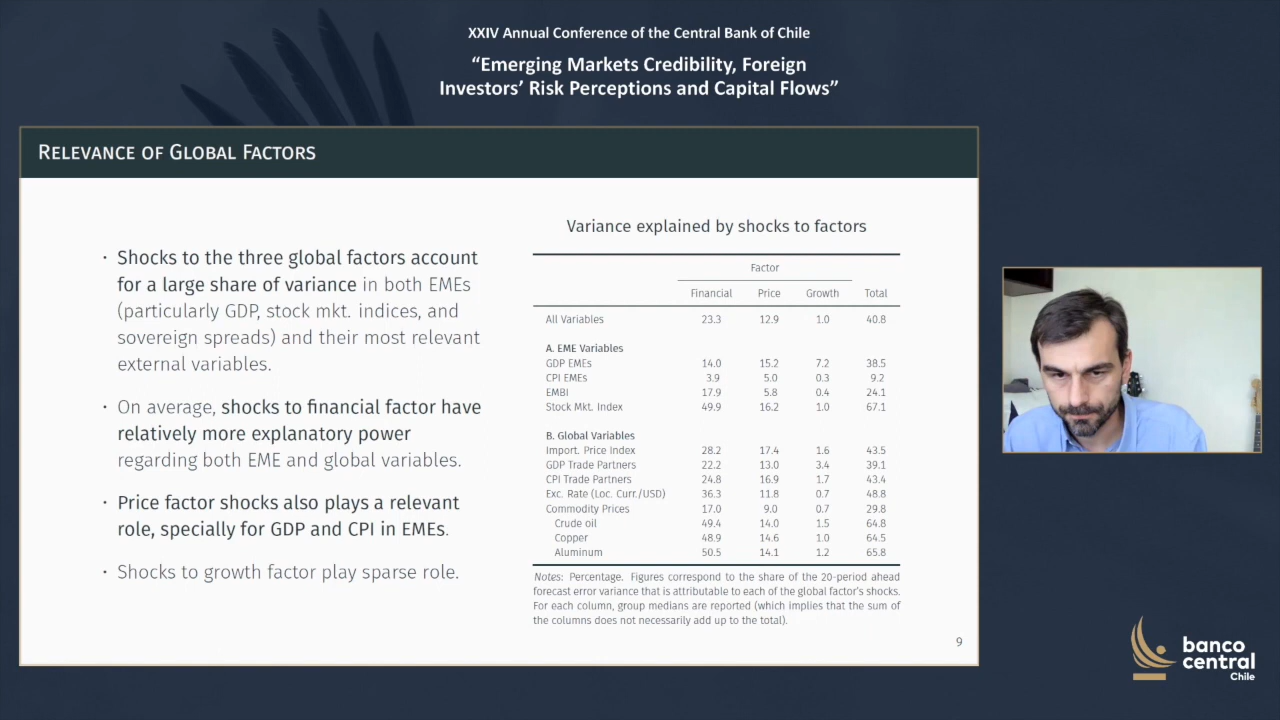 XXIV Annual Conference of the Central Bank of Chile
“Emerging Markets Credibility, Foreign
Investors’ Risk Perceptions and Capital Flows”
Relevance of Global Factors
· Shocks to the three global factors account
for a large share of variance in both EMEs
(particularly GDP, stock mkt. indices, and
sovereign spreads) and their most relevant
external variables.
· On average, shocks to financial factor have
relatively more explanatory power
regarding both EME and global variables.
· Price factor shocks also plays a relevant
role, specially for GDP and CPI in EMEs.
· Shocks to growth factor play sparse role.
Variance explained by shocks to factors
Factor
Financial Price Growth Total
All Variables 23.3 12.9 1.0 40.8
A. EME Variables
GDP EMEs 14.0 15.2 7.2 38.5
CPI EMEs 3.9 5.0 0.3 9.2
EMBI 17.9 5.8 0.4 24.1
Stock Mkt. Index 49.9 16.2 1.0 67.1
B. Global Variables
Import. Price Index 28.2 17.4 1.6 43.5
GDP Trade Partners 22.2 13.0 3.4 39.1
CPI Trade Partners 24.8 16.9 1.7 43.4
Exc. Rate (Loc. Curr./USD) 36.3 11.8 0.7 48.8
Commodity Prices 17.0 9.0 0.7 29.8
Crude oil 49.4 14.0 1.5 64.8
Copper 48.9 14.6 1.0 64.5
Aluminum 50.5 14.1 1.2 65.8
Notes: Percentage. Figures correspond to the share of the 20-period ahead
forecast error variance that is attributable to each of the global factor’s shocks.
For each column, group medians are reported (which implies that the sum of
the columns does not necessarily add up to the total).
9
banco
central
Chile